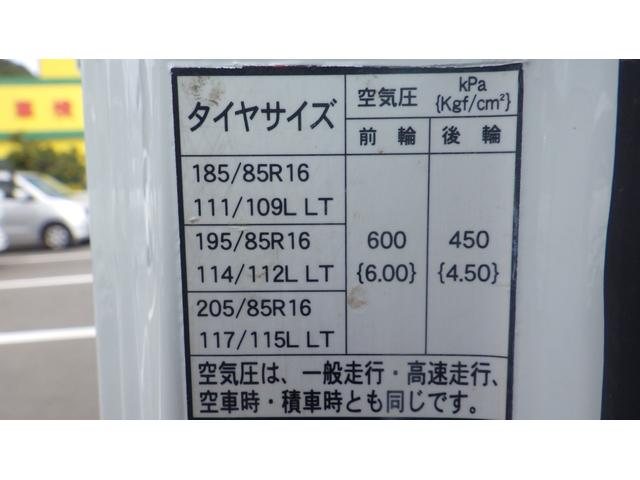 車検
タイヤサイズ
空気圧 kPa {Kgf/cm²}
前輪 後輪
185/85R16
111/109L LT
195/85R16
114/112L LT
205/85R16
117/115L LT
600
{6.00}
450
{4.50}
空気圧は、一般走行・高速走行、
空車時・積車時とも同じです。